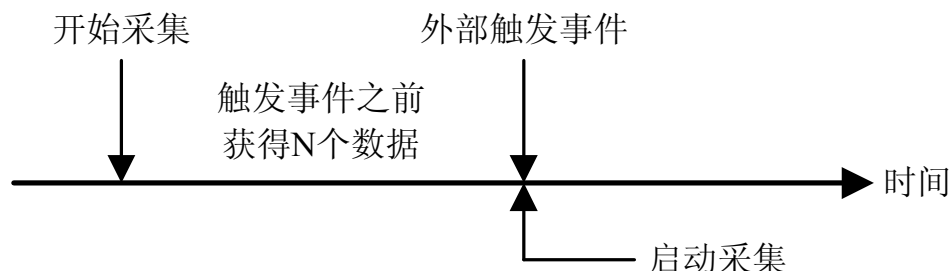 开始采集
外部触发事件
触发事件之前
获得N个数据
时间
启动采集